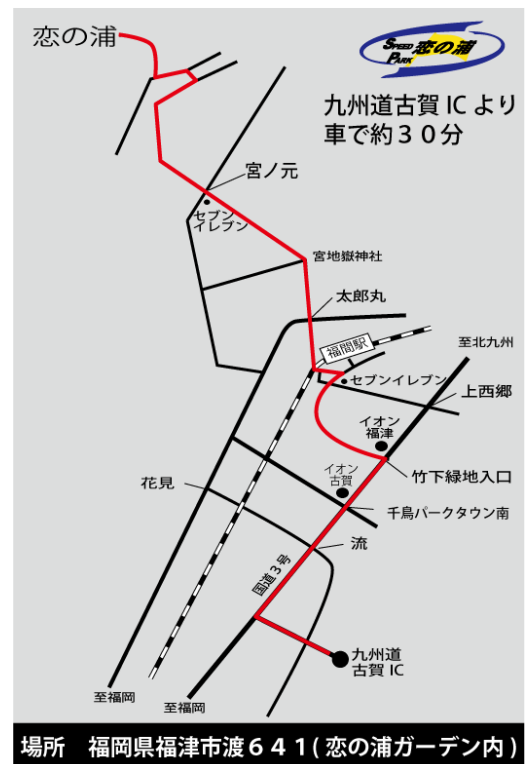 恋の浦
SPEED PARK 恋の浦
九州道古賀ICより
車で約３０分
宮ノ元
セブン
イレブン
宮地嶽神社
太郎丸
至北九州
福間駅
セブンイレブン
上西郷
イオン
福津
竹下緑地入口
イオン
古賀
花見
千鳥パークタウン南
流
国道３号
九州道
古賀IC
至福岡
至福岡
場所　福岡県福津市渡６４１(恋の浦ガーデン内)